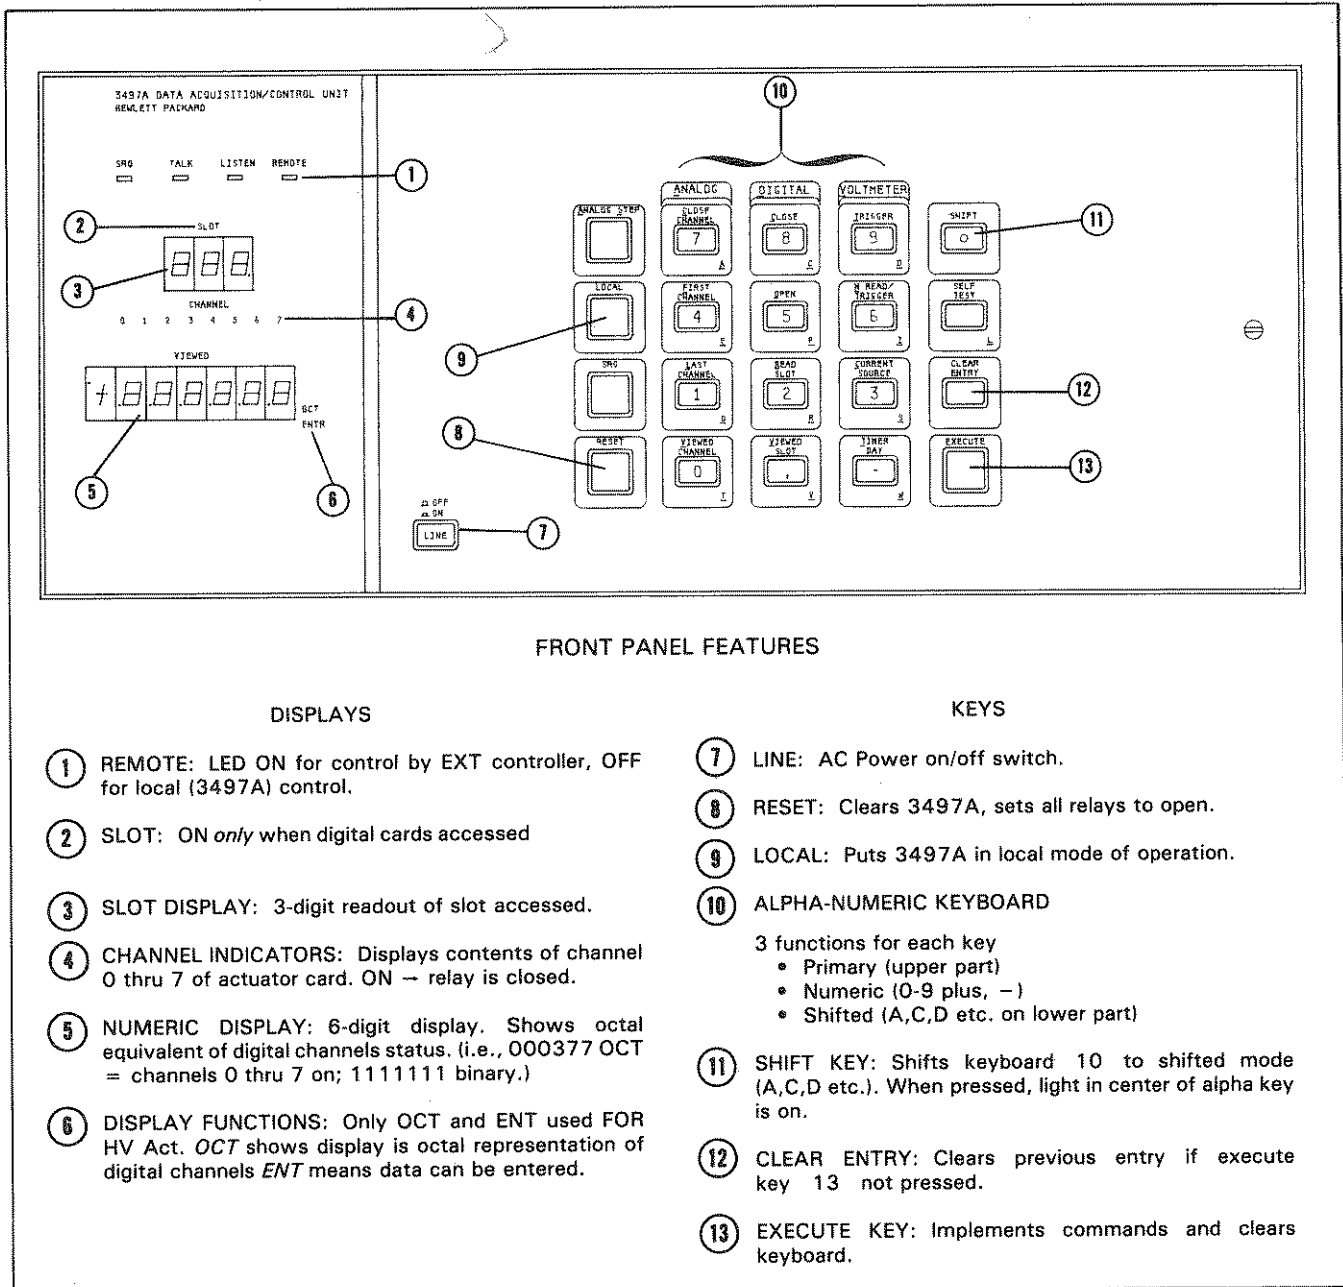 3497A DATA ACQUISITION/CONTROL UNIT
HEWLETT PACKARD
SRQ TALK LISTEN REMOTE
1
2
SLOT
3
CHANNEL
0 1 2 3 4 5 6 7
4
VIEWED
OCT
ENTR
5
6
10
ANALOG DIGITAL VOLTMETER
ANALOG STEP
CLOSE CHANNEL
7
A
CLOSE
8
C
TRIGGER
9
D
SHIFT
11
LOCAL
FIRST CHANNEL
4
E
OPEN
5
F
N READ/ TRIGGER
6
I
SELF TEST
L
9
SRQ
LAST CHANNEL
1
O
READ SLOT
2
R
CURRENT SOURCE
3
S
CLEAR ENTRY
12
8
RESET
VIEWED CHANNEL
0
T
VIEWED SLOT
V
TIMER DAY
-
W
EXECUTE
13
OFF
ON
LINE
7
FRONT PANEL FEATURES
DISPLAYS
1 REMOTE: LED ON for control by EXT controller, OFF
for local (3497A) control.
2 SLOT: ON only when digital cards accessed
3 SLOT DISPLAY: 3-digit readout of slot accessed.
4 CHANNEL INDICATORS: Displays contents of channel
0 thru 7 of actuator card. ON – relay is closed.
5 NUMERIC DISPLAY: 6-digit display. Shows octal
equivalent of digital channels status. (i.e., 000377 OCT
= channels 0 thru 7 on; 1111111 binary.)
6 DISPLAY FUNCTIONS: Only OCT and ENT used FOR
HV Act. OCT shows display is octal representation of
digital channels ENT means data can be entered.
KEYS
7 LINE: AC Power on/off switch.
8 RESET: Clears 3497A, sets all relays to open.
9 LOCAL: Puts 3497A in local mode of operation.
10 ALPHA-NUMERIC KEYBOARD
3 functions for each key
• Primary (upper part)
• Numeric (0-9 plus, –)
• Shifted (A,C,D etc. on lower part)
11 SHIFT KEY: Shifts keyboard 10 to shifted mode
(A,C,D etc.). When pressed, light in center of alpha key
is on.
12 CLEAR ENTRY: Clears previous entry if execute
key 13 not pressed.
13 EXECUTE KEY: Implements commands and clears
keyboard.